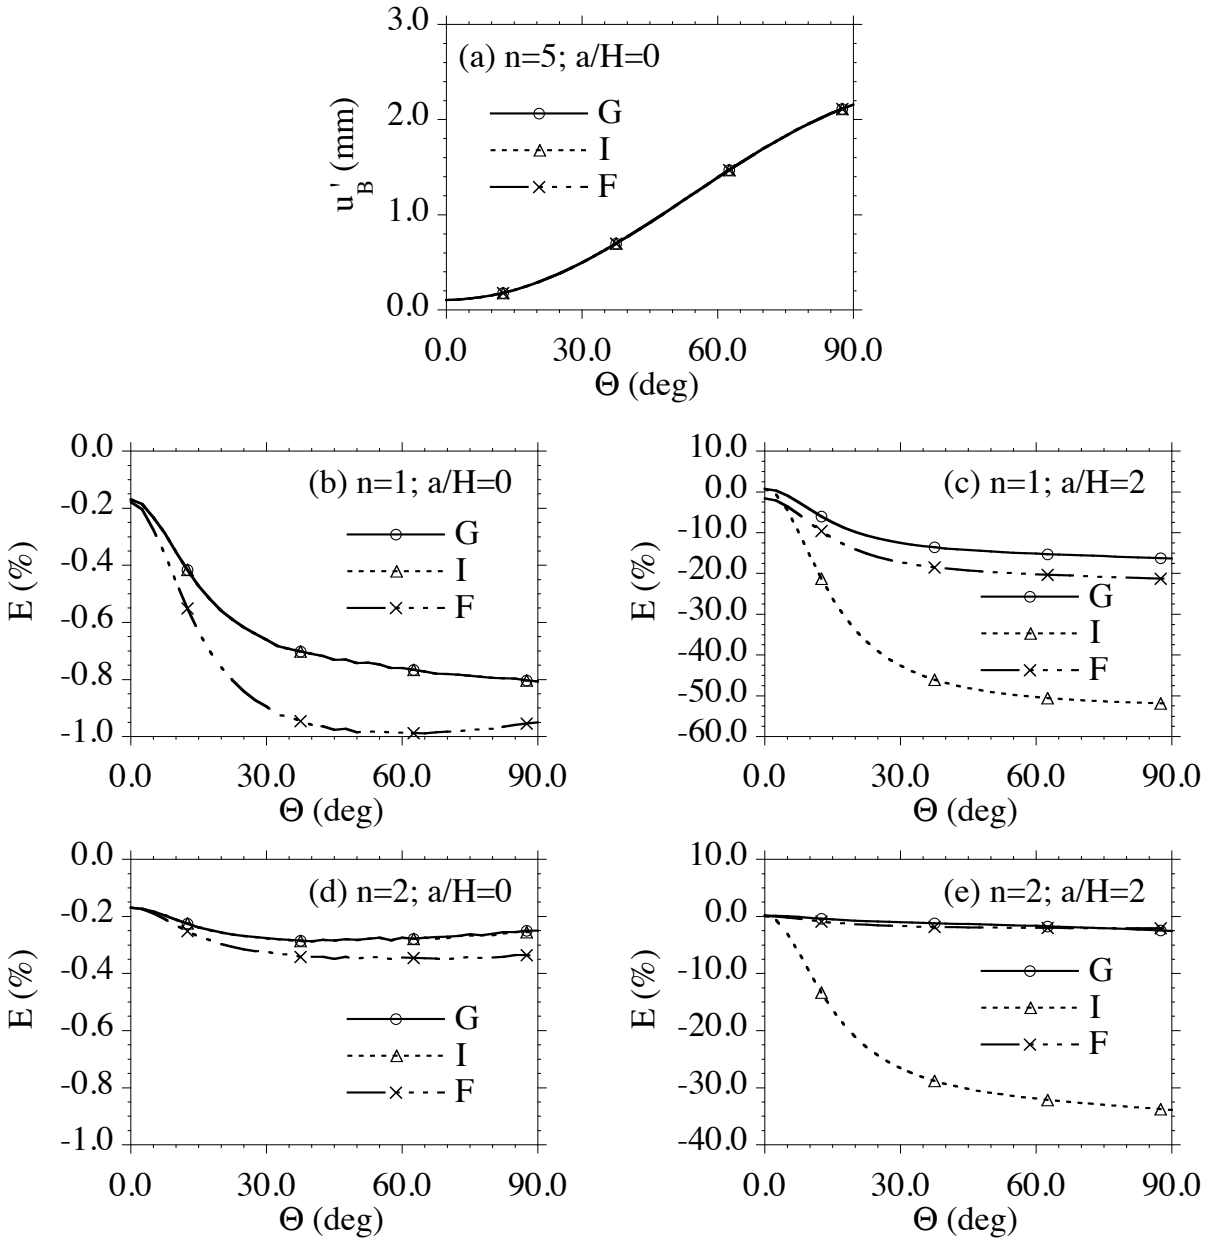 (a) n=5; a/H=0
G
I
F
u'B (mm)
3.0
2.0
1.0
0.0
0.0 30.0 60.0 90.0
Θ (deg)
(b) n=1; a/H=0
G
I
F
E (%)
0.0
-0.2
-0.4
-0.6
-0.8
-1.0
0.0 30.0 60.0 90.0
Θ (deg)
(c) n=1; a/H=2
G
I
F
E (%)
10.0
0.0
-10.0
-20.0
-30.0
-40.0
-50.0
-60.0
0.0 30.0 60.0 90.0
Θ (deg)
(d) n=2; a/H=0
G
I
F
E (%)
0.0
-0.2
-0.4
-0.6
-0.8
-1.0
0.0 30.0 60.0 90.0
Θ (deg)
(e) n=2; a/H=2
G
I
F
E (%)
10.0
0.0
-10.0
-20.0
-30.0
-40.0
0.0 30.0 60.0 90.0
Θ (deg)